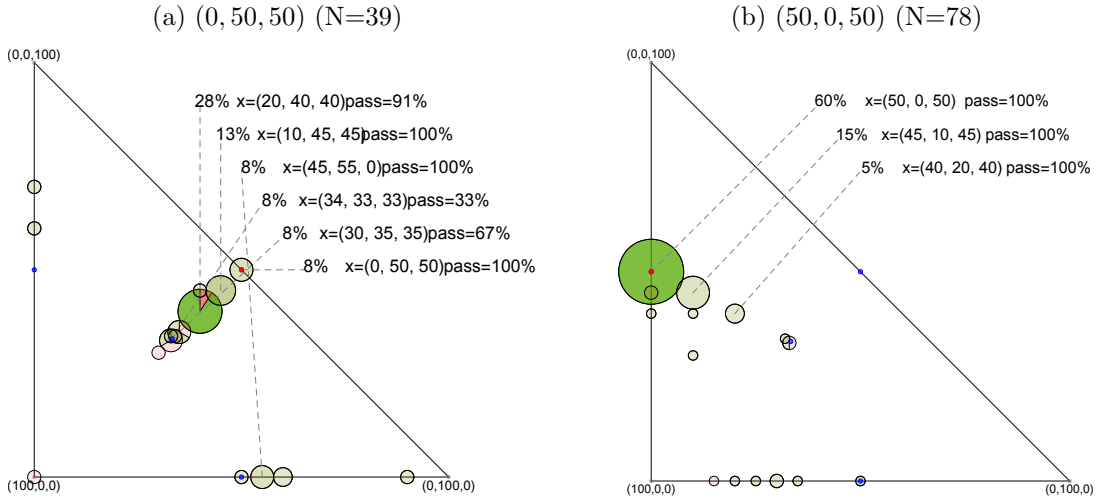 (a) (0, 50, 50) (N=39)
(0,0,100)
28% x=(20, 40, 40)pass=91%
13% x=(10, 45, 45)pass=100%
8% x=(45, 55, 0)pass=100%
8% x=(34, 33, 33)pass=33%
8% x=(30, 35, 35)pass=67%
8% x=(0, 50, 50)pass=100%
(100,0,0)
(0,100,0)
(b) (50, 0, 50) (N=78)
(0,0,100)
60% x=(50, 0, 50) pass=100%
15% x=(45, 10, 45) pass=100%
5% x=(40, 20, 40) pass=100%
(100,0,0)
(0,100,0)